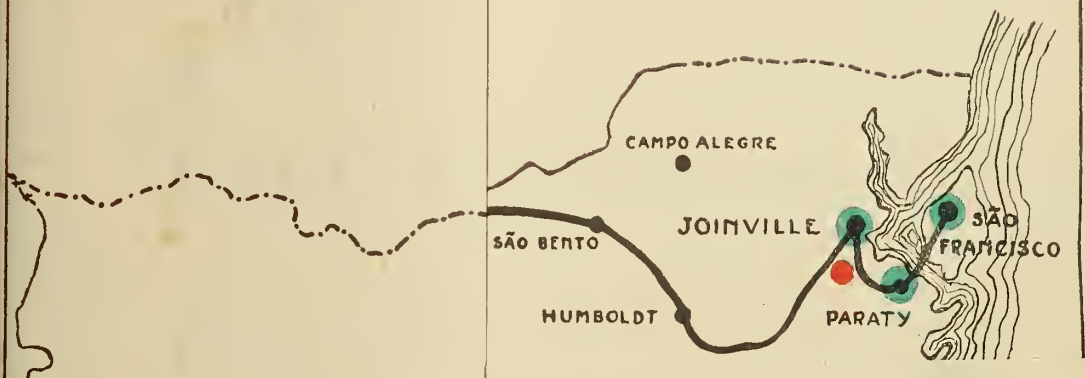 CAMPO ALEGRE
JOINVILLE
SÃO
FRANCISCO
SÃO BENTO
HUMBOLDT
PARATY